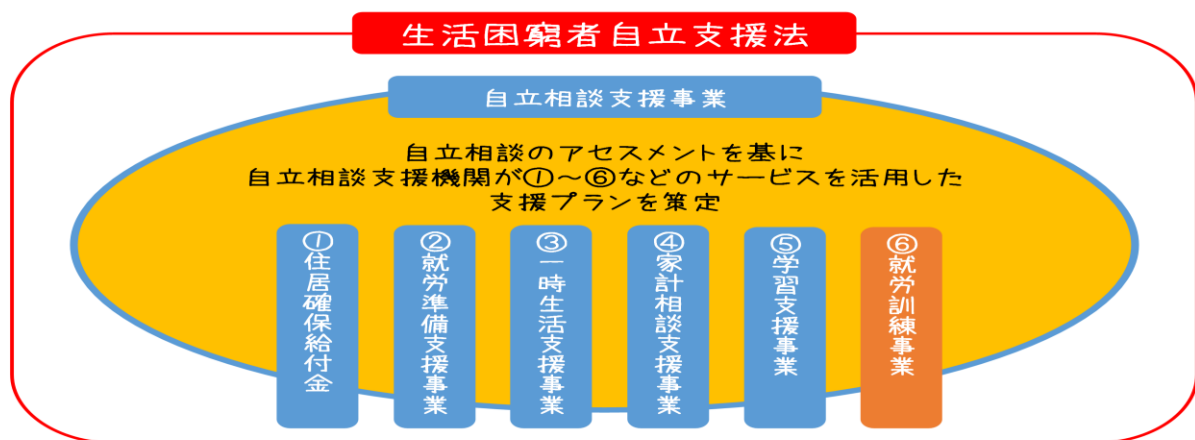 生活困窮者自立支援法
自立相談支援事業
自立相談のアセスメントを基に
自立相談支援機関が①～⑥などのサービスを活用した
支援プランを策定
①住居確保給付金
②就労準備支援事業
③一時生活支援事業
④家計相談支援事業
⑤学習支援事業
⑥就労訓練事業